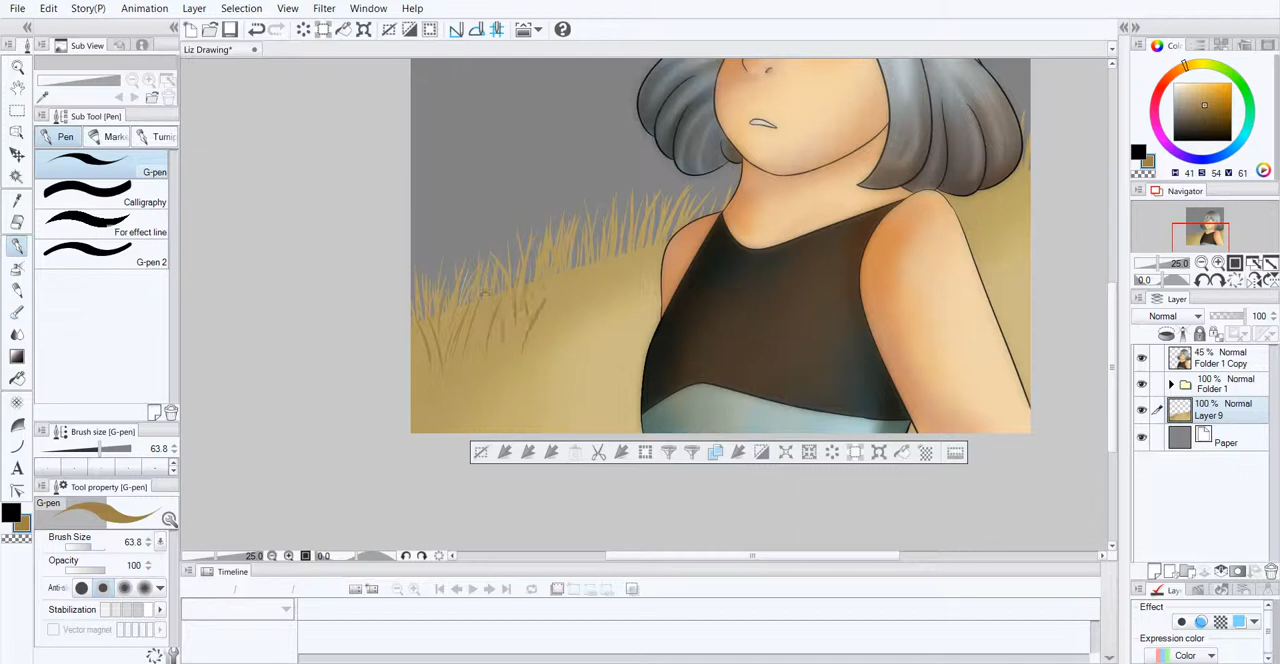 File Edit Story(P) Animation Layer Selection View Filter Window Help
Sub View
Liz Drawing*
Sub Tool [Pen]
Pen Marke Turnip
G-pen
Calligraphy
For effect line
G-pen 2
Brush size [G-pen]
63.8
Tool property [G-pen]
G-pen
Brush Size 63.8
Opacity 100
Stabilization
Vector magnet
25.0 0.0
Timeline
/ /
Colo
H 41 S 54 V 61
Navigator
25.0
0.0
Layer
Normal 100
45 % Normal
Folder 1 Copy
100 % Normal
Folder 1
100 % Normal
Layer 9
Paper
Effect
Expression color
Color